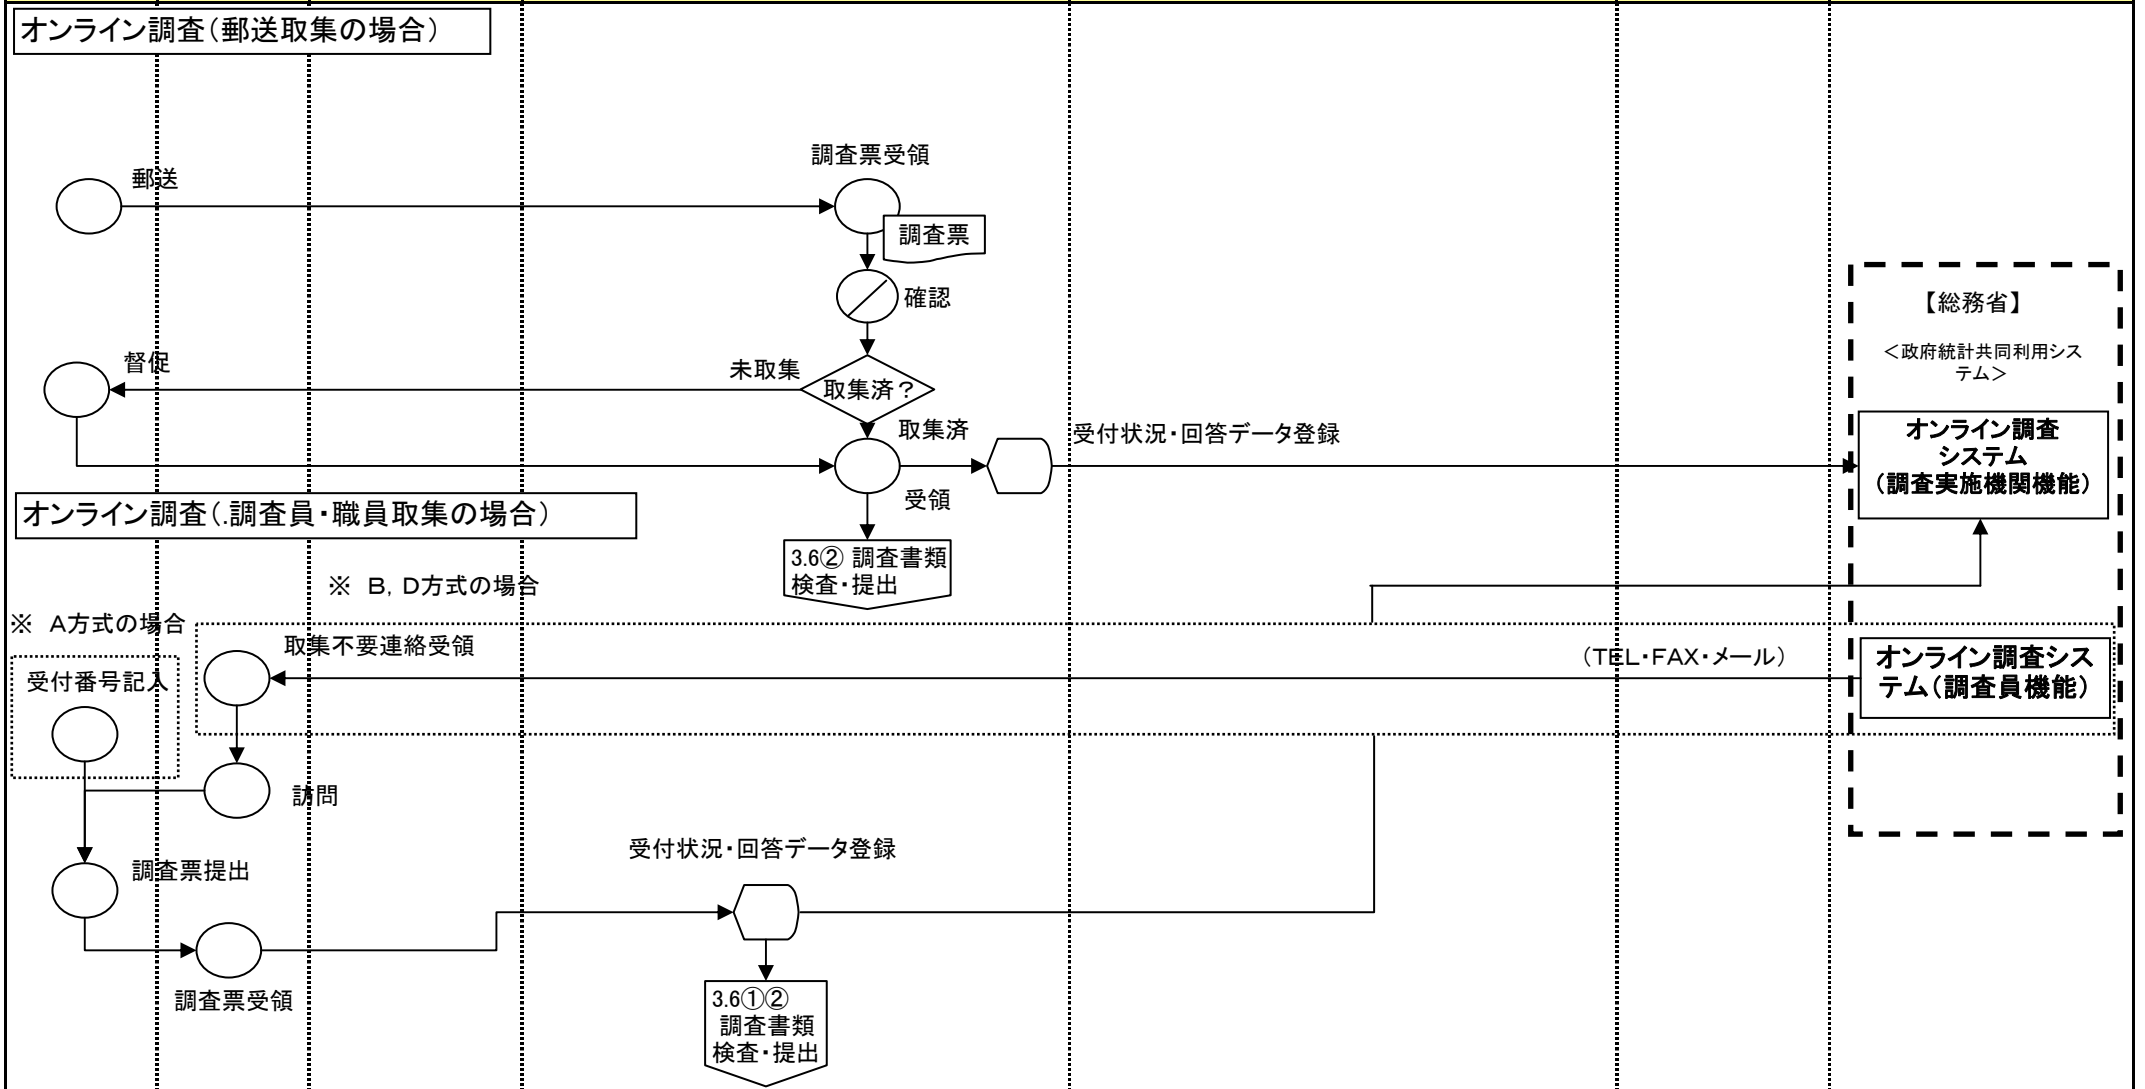 オンライン調査（郵送取集の場合）
調査票受領
郵送
調査票
確認
【総務省】
＜政府統計共同利用シス
テム＞
督促
未取集
取集済？
取集済
受付状況・回答データ登録
オンライン調査
システム
（調査実施機関機能）
受領
オンライン調査（.調査員・職員取集の場合）
3.6② 調査書類
検査・提出
※　Ｂ，Ｄ方式の場合
※　Ａ方式の場合
取集不要連絡受領
（TEL・FAX・メール）
オンライン調査シス
テム（調査員機能）
受付番号記入
訪問
受付状況・回答データ登録
調査票提出
調査票受領
3.6①②
調査書類
検査・提出